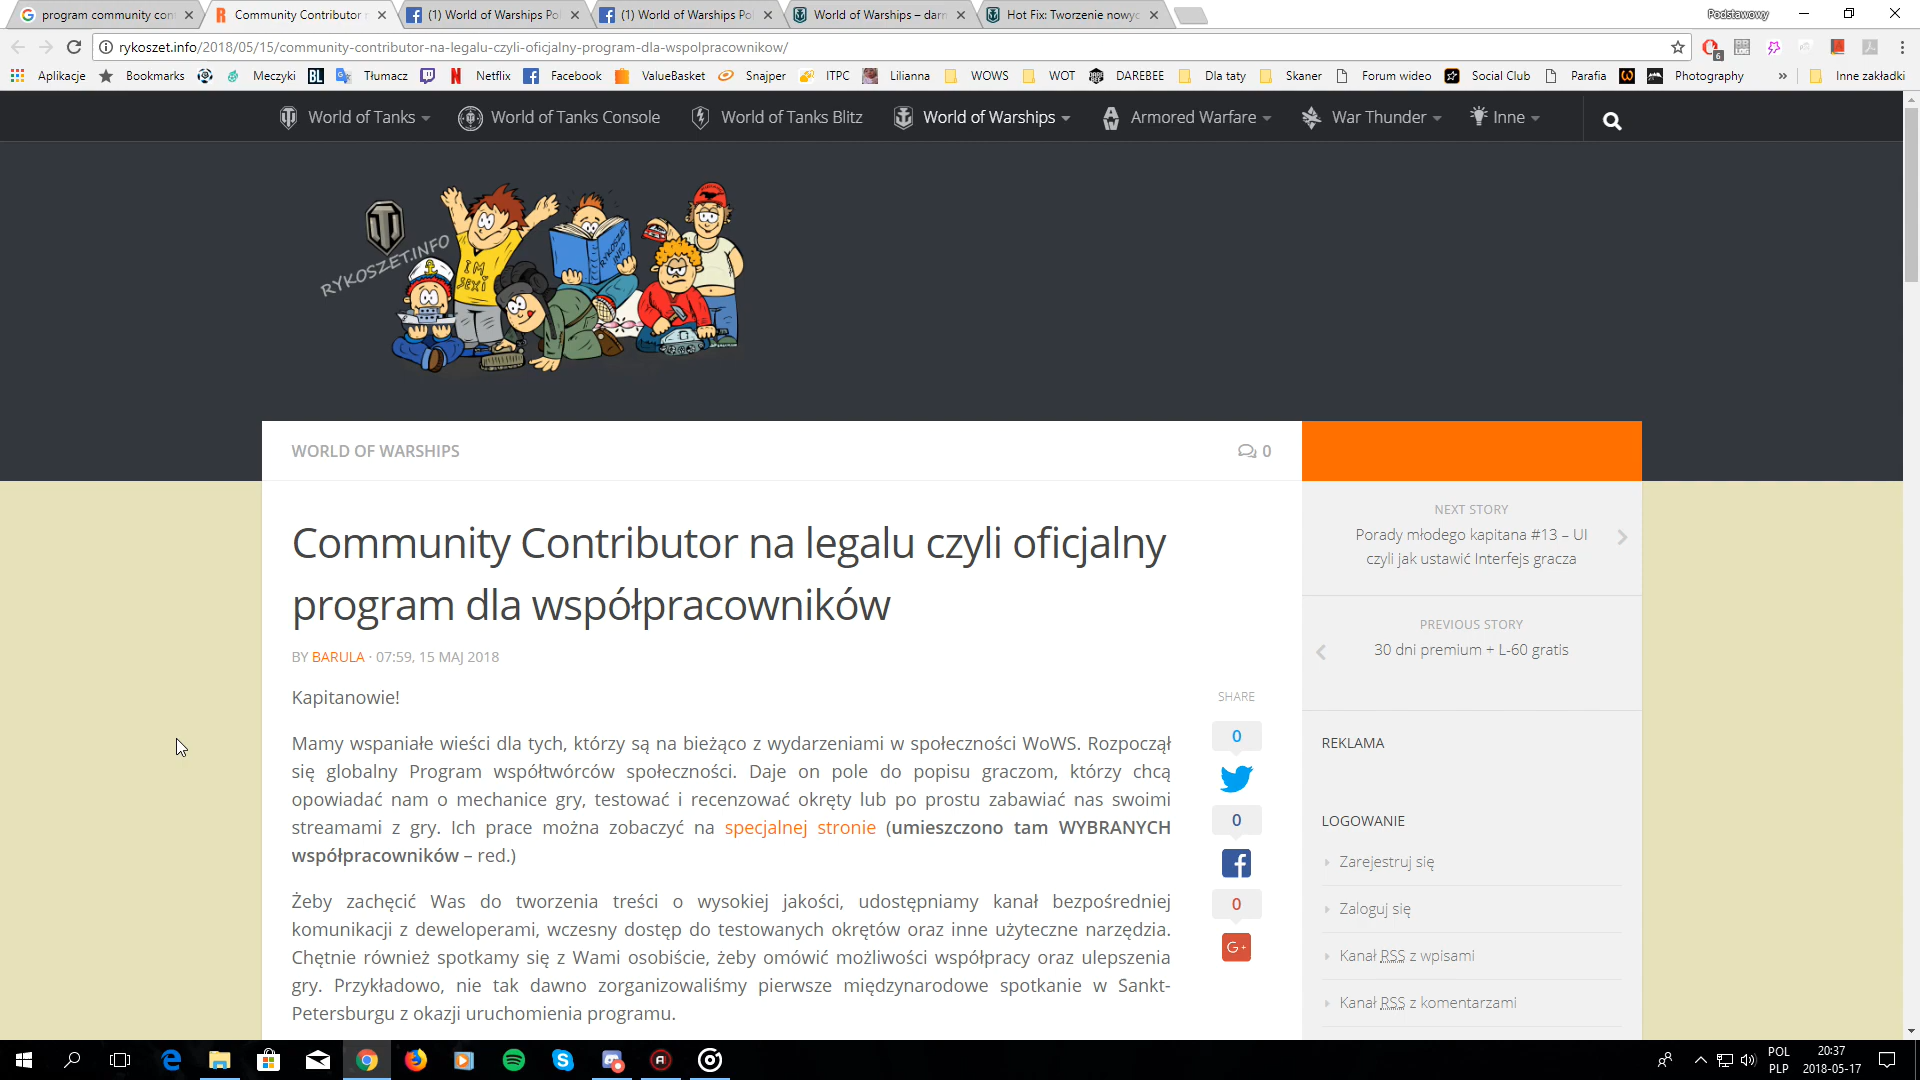 program community con
Community Contributor
(1) World of Warships Pol
(1) World of Warships Pol
World of Warships – darn
Hot Fix: Tworzenie nowyc
Podstawowy
rykoszet.info/2018/05/15/community-contributor-na-legalu-czyli-oficjalny-program-dla-wspolpracownikow/
6
Aplikacje
Bookmarks
Meczyki
BL
Tłumacz
Netflix
Facebook
ValueBasket
Snajper
ITPC
Lilianna
WOWS
WOT
DAREBEE
Dla taty
Skaner
Forum wideo
Social Club
Parafia
Photography
»
Inne zakładki
World of Tanks
World of Tanks Console
World of Tanks Blitz
World of Warships
Armored Warfare
War Thunder
Inne
RYKOSZET.INFO
I'M SEXI
RYKOSZET INFO
WORLD OF WARSHIPS
0
Community Contributor na legalu czyli oficjalny
program dla współpracowników
BY BARULA · 07:59, 15 MAJ 2018
Kapitanowie!
Mamy wspaniałe wieści dla tych, którzy są na bieżąco z wydarzeniami w społeczności WoWS. Rozpoczął
się globalny Program współtwórców społeczności. Daje on pole do popisu graczom, którzy chcą
opowiadać nam o mechanice gry, testować i recenzować okręty lub po prostu zabawiać nas swoimi
streamami z gry. Ich prace można zobaczyć na specjalnej stronie (umieszczono tam WYBRANYCH
współpracowników – red.)
Żeby zachęcić Was do tworzenia treści o wysokiej jakości, udostępniamy kanał bezpośredniej
komunikacji z deweloperami, wczesny dostęp do testowanych okrętów oraz inne użyteczne narzędzia.
Chętnie również spotkamy się z Wami osobiście, żeby omówić możliwości współpracy oraz ulepszenia
gry. Przykładowo, nie tak dawno zorganizowaliśmy pierwsze międzynarodowe spotkanie w Sankt-
Petersburgu z okazji uruchomienia programu.
SHARE
0
0
0
G+
NEXT STORY
Porady młodego kapitana #13 – UI
czyli jak ustawić Interfejs gracza
PREVIOUS STORY
30 dni premium + L-60 gratis
REKLAMA
LOGOWANIE
Zarejestruj się
Zaloguj się
Kanał RSS z wpisami
Kanał RSS z komentarzami
POL
PLP
20:37
2018-05-17